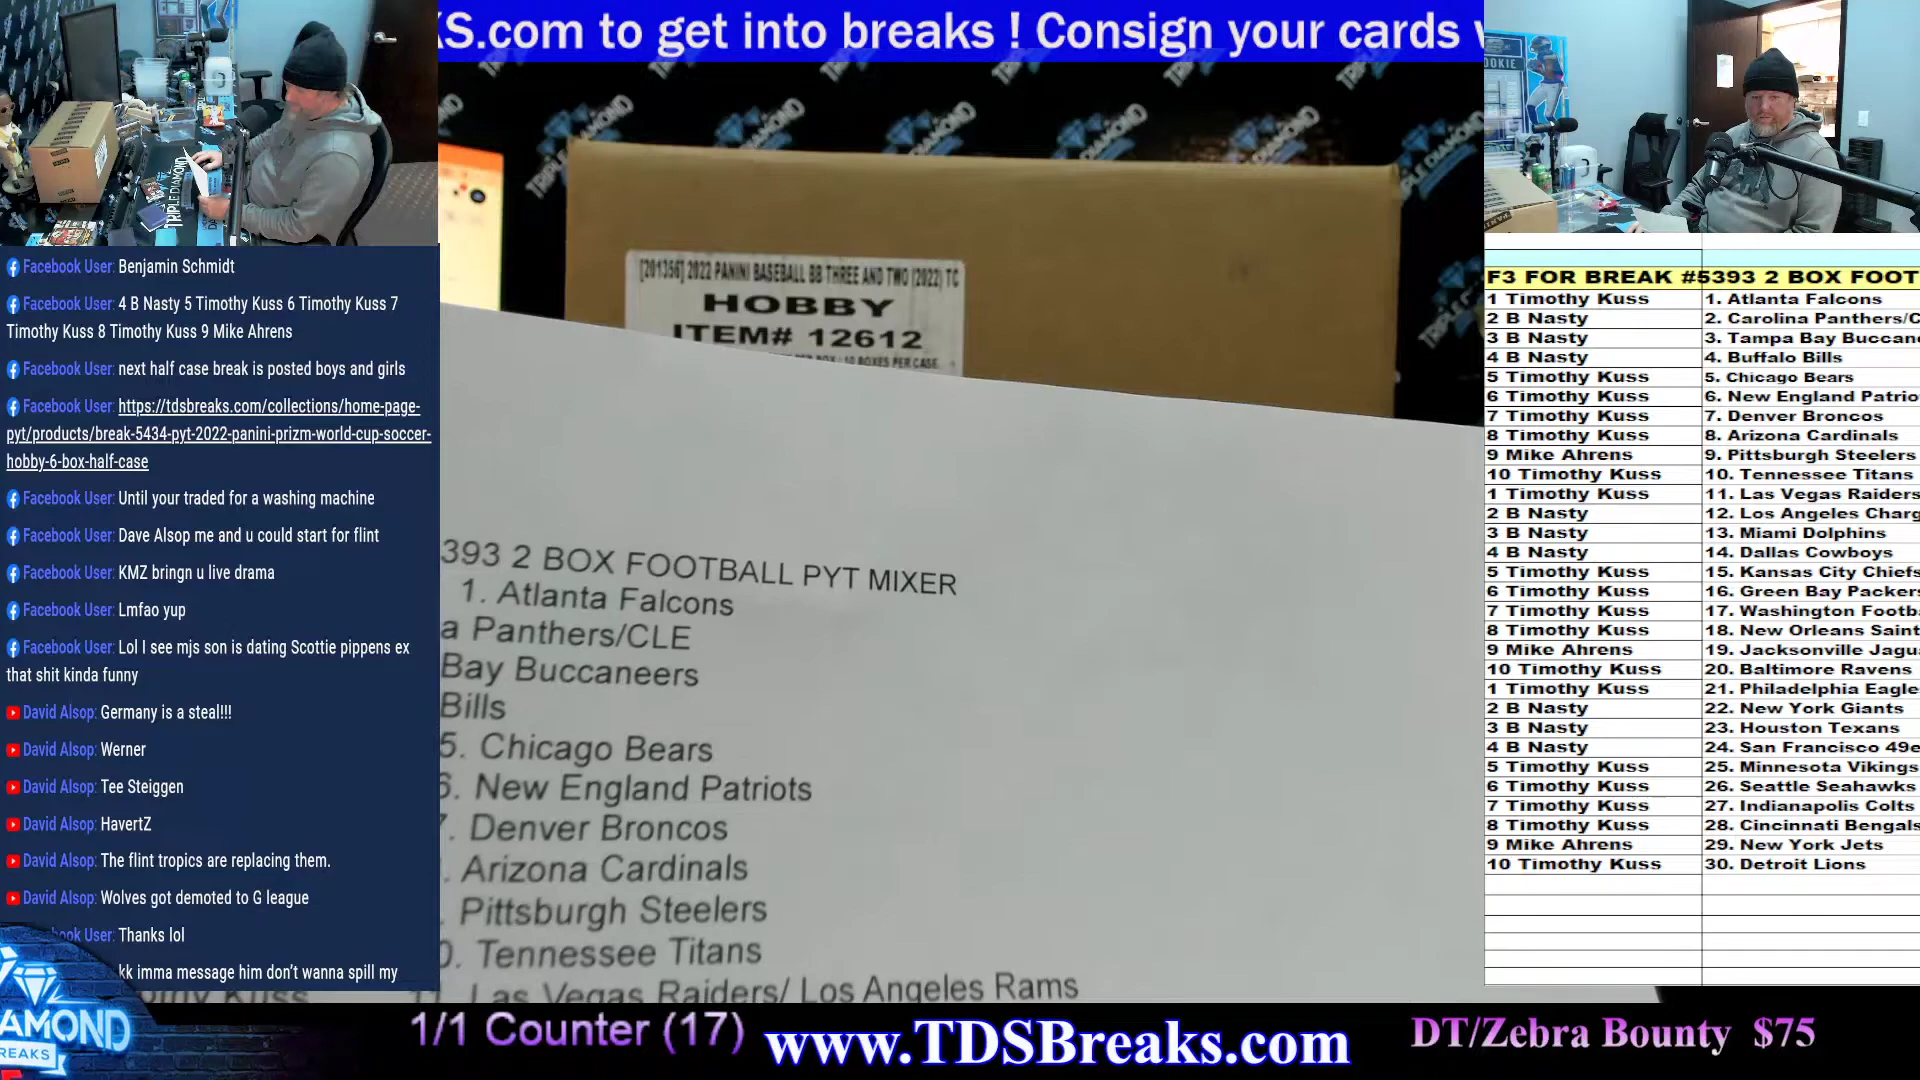 KS.com to get into breaks ! Consign your cards
Facebook User: Benjamin Schmidt
Facebook User: 4 B Nasty 5 Timothy Kuss 6 Timothy Kuss 7
Timothy Kuss 8 Timothy Kuss 9 Mike Ahrens
Facebook User: next half case break is posted boys and girls
Facebook User: https://tdsbreaks.com/collections/home-page-
pyt/products/break-5434-pyt-2022-panini-prizm-world-cup-soccer-
hobby-6-box-half-case
Facebook User: Until your traded for a washing machine
Facebook User: Dave Alsop me and u could start for flint
Facebook User: KMZ bringn u live drama
Facebook User: Lmfao yup
Facebook User: Lol I see mjs son is dating Scottie pippens ex
that shit kinda funny
David Alsop: Germany is a steal!!!
David Alsop: Werner
David Alsop: Tee Steiggen
David Alsop: HavertZ
David Alsop: The flint tropics are replacing them.
David Alsop: Wolves got demoted to G league
ook User: Thanks lol
kk imma message him don't wanna spill my
[201356] 2022 PANINI BASEBALL BB THREE AND TWO (2022) TC
HOBBY
ITEM# 12612
PER BOX / 10 BOXES PER CASE
393 2 BOX FOOTBALL PYT MIXER
1. Atlanta Falcons
a Panthers/CLE
Bay Buccaneers
Bills
5. Chicago Bears
6. New England Patriots
7. Denver Broncos
. Arizona Cardinals
. Pittsburgh Steelers
0. Tennessee Titans
11. Las Vegas Raiders/ Los Angeles Rams
F3 FOR BREAK #5393 2 BOX FOOT
1 Timothy Kuss 1. Atlanta Falcons
2 B Nasty 2. Carolina Panthers/C
3 B Nasty 3. Tampa Bay Buccan
4 B Nasty 4. Buffalo Bills
5 Timothy Kuss 5. Chicago Bears
6 Timothy Kuss 6. New England Patrio
7 Timothy Kuss 7. Denver Broncos
8 Timothy Kuss 8. Arizona Cardinals
9 Mike Ahrens 9. Pittsburgh Steelers
10 Timothy Kuss 10. Tennessee Titans
1 Timothy Kuss 11. Las Vegas Raiders
2 B Nasty 12. Los Angeles Charg
3 B Nasty 13. Miami Dolphins
4 B Nasty 14. Dallas Cowboys
5 Timothy Kuss 15. Kansas City Chiefs
6 Timothy Kuss 16. Green Bay Packers
7 Timothy Kuss 17. Washington Footb
8 Timothy Kuss 18. New Orleans Saint
9 Mike Ahrens 19. Jacksonville Jagu
10 Timothy Kuss 20. Baltimore Ravens
1 Timothy Kuss 21. Philadelphia Eagle
2 B Nasty 22. New York Giants
3 B Nasty 23. Houston Texans
4 B Nasty 24. San Francisco 49e
5 Timothy Kuss 25. Minnesota Vikings
6 Timothy Kuss 26. Seattle Seahawks
7 Timothy Kuss 27. Indianapolis Colts
8 Timothy Kuss 28. Cincinnati Bengals
9 Mike Ahrens 29. New York Jets
10 Timothy Kuss 30. Detroit Lions
AMOND
REAKS
1/1 Counter (17)
www.TDSBreaks.com
DT/Zebra Bounty $75